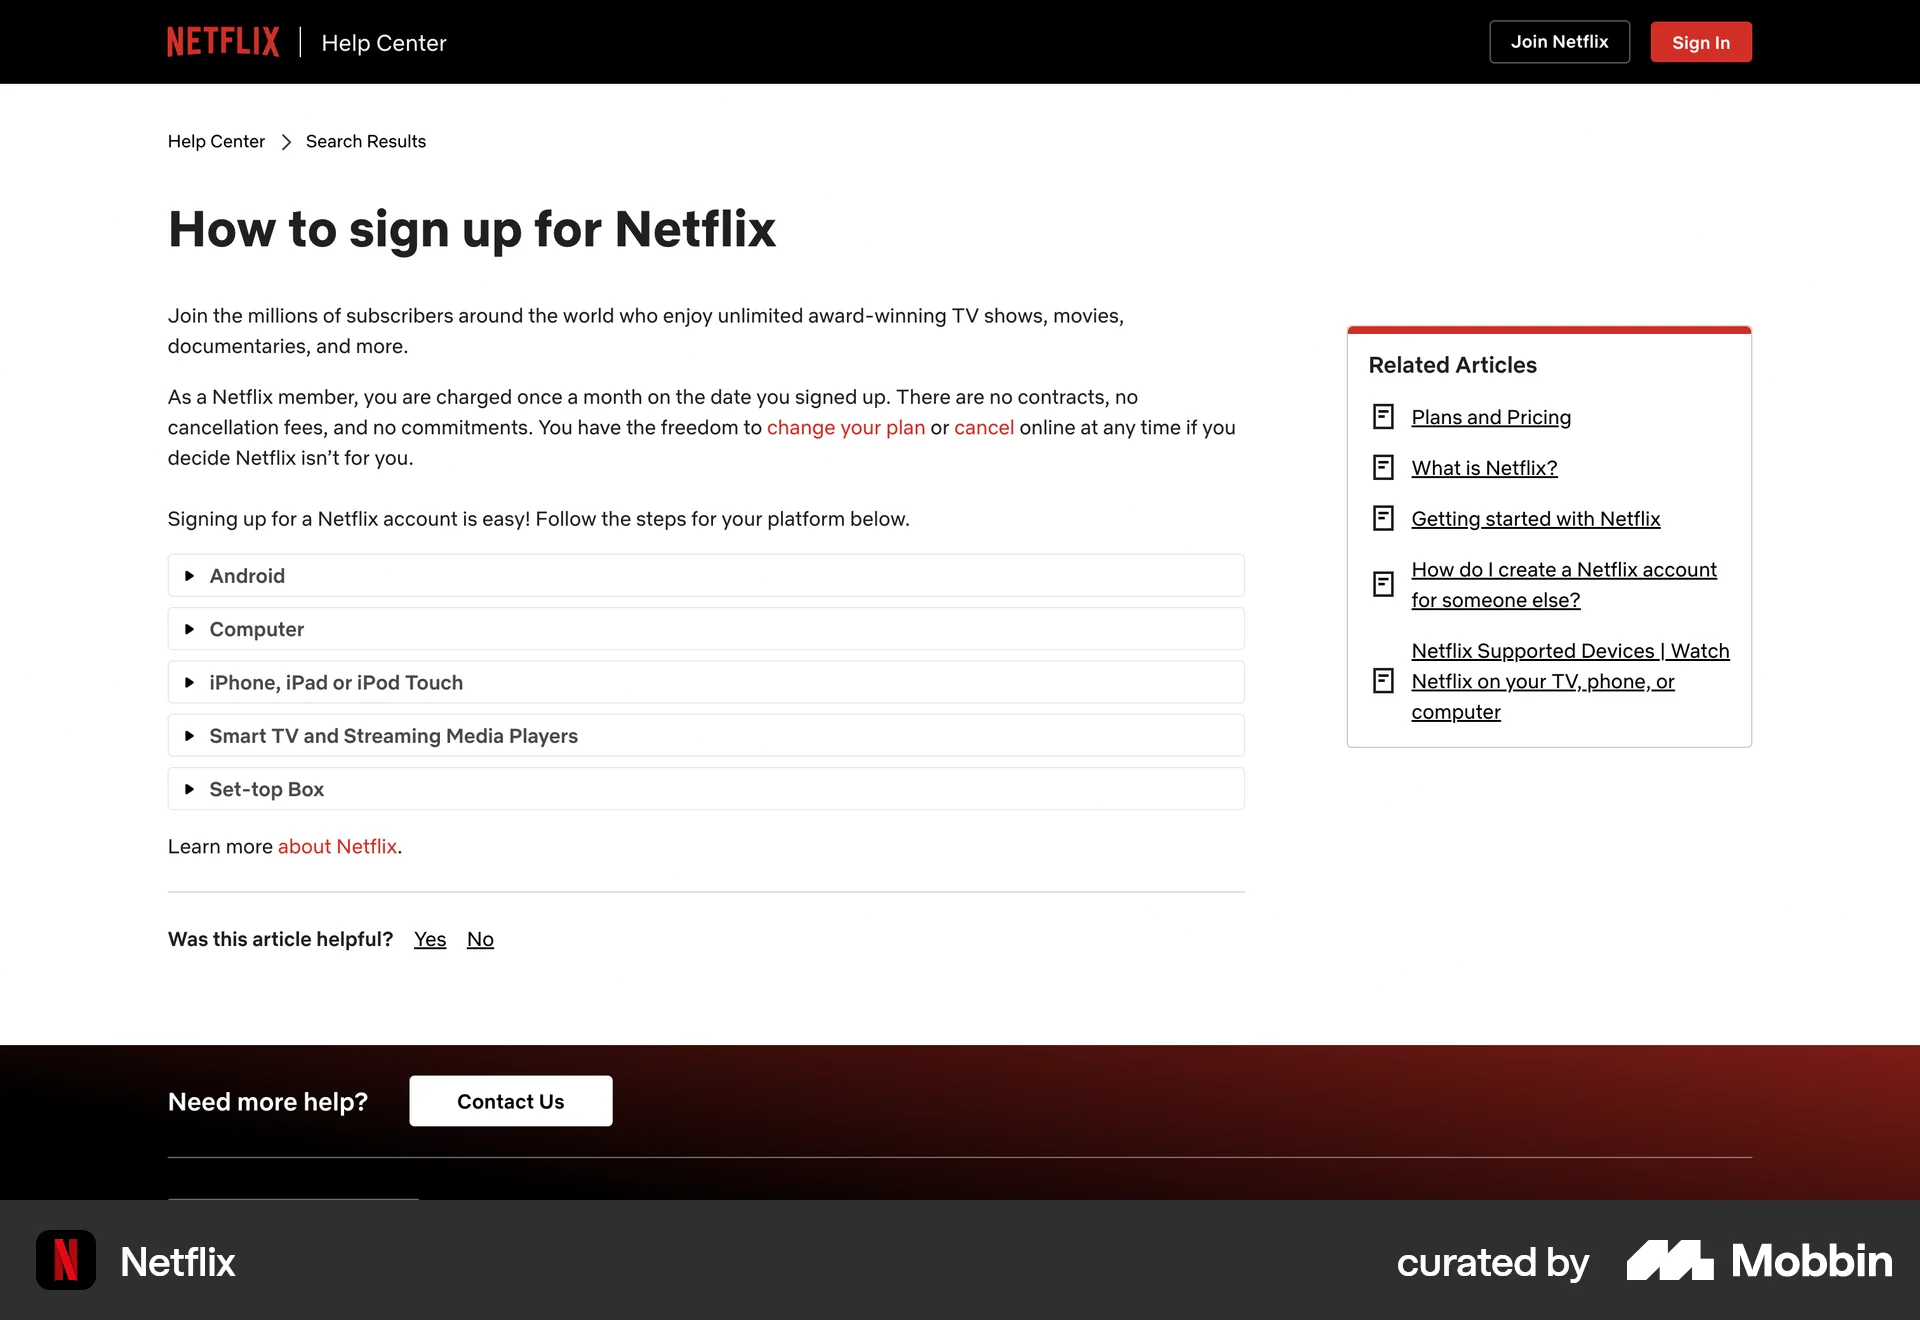 NETFLIX
Help Center
Join Netflix
Sign In
Help Center
Search Results
How to sign up for Netflix
Join the millions of subscribers around the world who enjoy unlimited award-winning TV shows, movies,
documentaries, and more.
As a Netflix member, you are charged once a month on the date you signed up. There are no contracts, no
cancellation fees, and no commitments. You have the freedom to change your plan or cancel online at any time if you
decide Netflix isn’t for you.
Signing up for a Netflix account is easy! Follow the steps for your platform below.
Android
Computer
iPhone, iPad or iPod Touch
Smart TV and Streaming Media Players
Set-top Box
Learn more about Netflix.
Was this article helpful? Yes No
Related Articles
Plans and Pricing
What is Netflix?
Getting started with Netflix
How do I create a Netflix account
for someone else?
Netflix Supported Devices | Watch
Netflix on your TV, phone, or
computer
Need more help?
Contact Us
N
Netflix
curated by
Mobbin